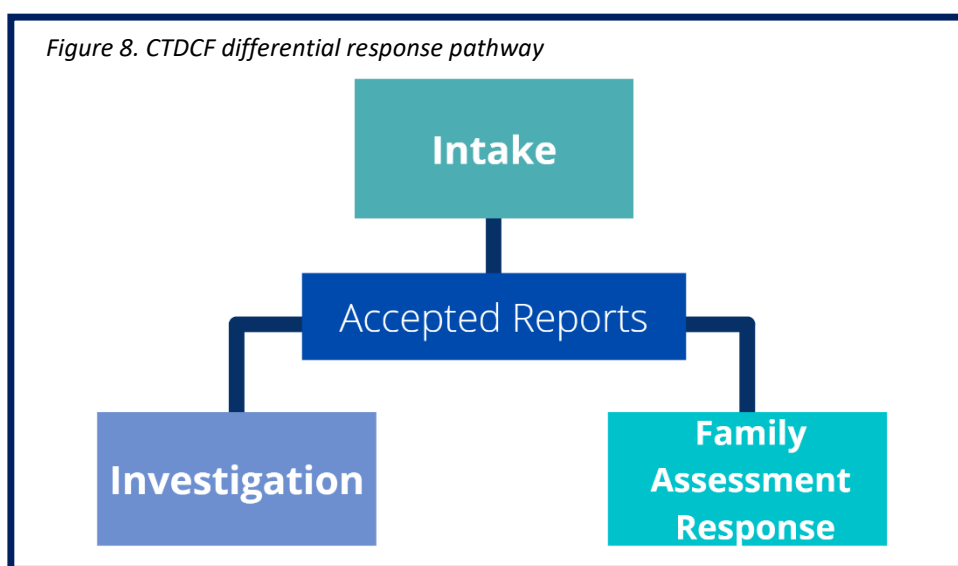 Figure 8. CTDCF differential response pathway
Intake
Accepted Reports
Investigation
Family
Assessment
Response